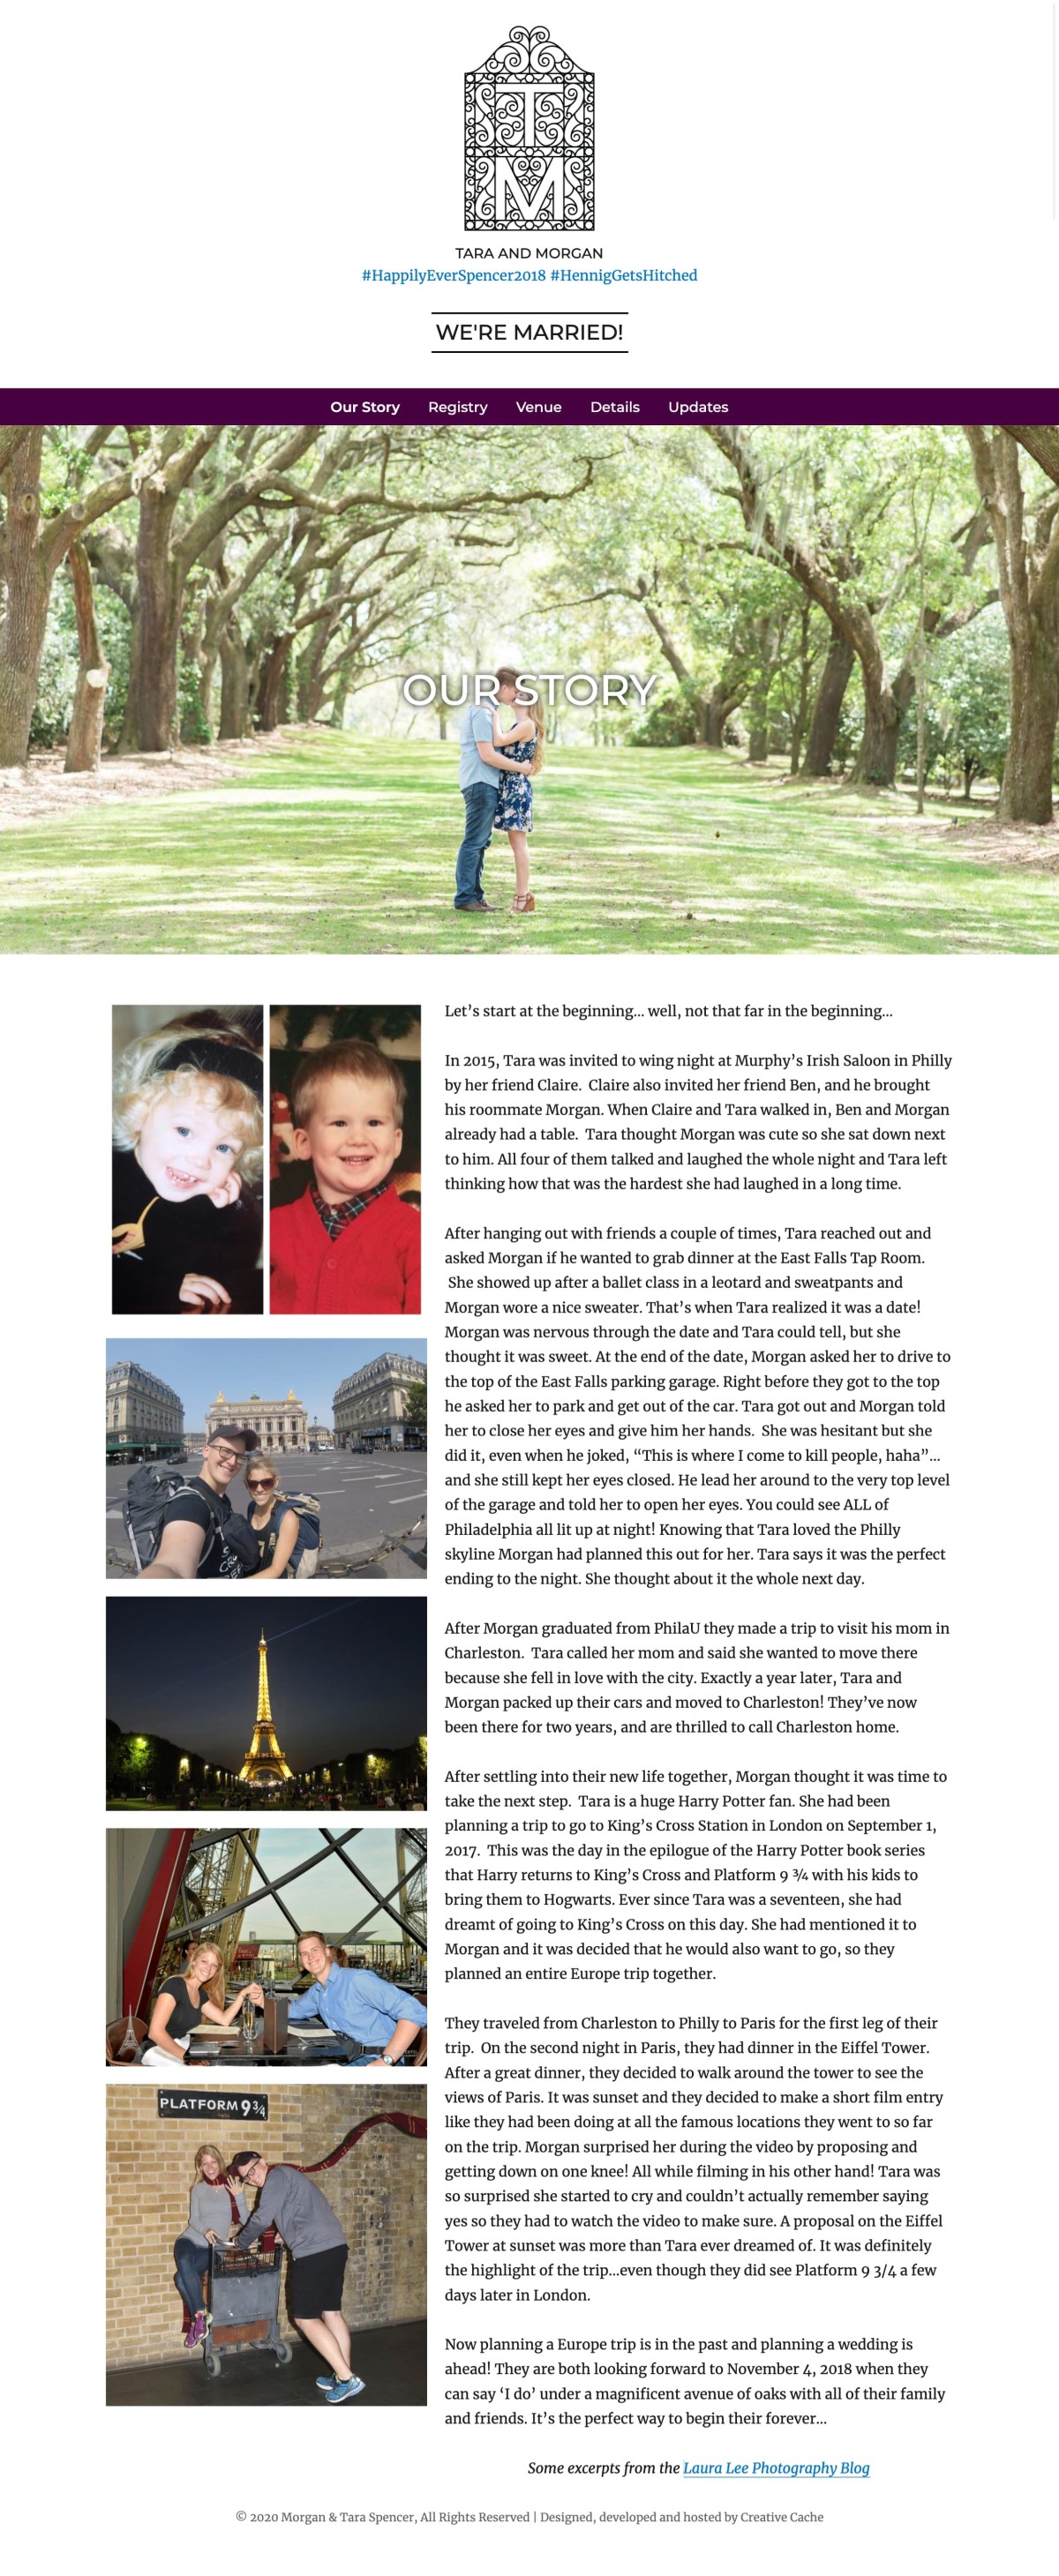 T
M
TARA AND MORGAN
#HappilyEverSpencer2018 #HennigGetsHitched
WE'RE MARRIED!
Our Story Registry Venue Details Updates
OUR STORY
Let’s start at the beginning… well, not that far in the beginning…
In 2015, Tara was invited to wing night at Murphy’s Irish Saloon in Philly
by her friend Claire.  Claire also invited her friend Ben, and he brought
his roommate Morgan. When Claire and Tara walked in, Ben and Morgan
already had a table.  Tara thought Morgan was cute so she sat down next
to him. All four of them talked and laughed the whole night and Tara left
thinking how that was the hardest she had laughed in a long time.
After hanging out with friends a couple of times, Tara reached out and
asked Morgan if he wanted to grab dinner at the East Falls Tap Room.
She showed up after a ballet class in a leotard and sweatpants and
Morgan wore a nice sweater. That’s when Tara realized it was a date!
Morgan was nervous through the date and Tara could tell, but she
thought it was sweet. At the end of the date, Morgan asked her to drive to
the top of the East Falls parking garage. Right before they got to the top
he asked her to park and get out of the car. Tara got out and Morgan told
her to close her eyes and give him her hands.  She was hesitant but she
did it, even when he joked, “This is where I come to kill people, haha”…
and she still kept her eyes closed. He lead her around to the very top level
of the garage and told her to open her eyes. You could see ALL of
Philadelphia all lit up at night! Knowing that Tara loved the Philly
skyline Morgan had planned this out for her. Tara says it was the perfect
ending to the night. She thought about it the whole next day.
After Morgan graduated from PhilaU they made a trip to visit his mom in
Charleston.  Tara called her mom and said she wanted to move there
because she fell in love with the city. Exactly a year later, Tara and
Morgan packed up their cars and moved to Charleston! They’ve now
been there for two years, and are thrilled to call Charleston home.
After settling into their new life together, Morgan thought it was time to
take the next step.  Tara is a huge Harry Potter fan. She had been
planning a trip to go to King’s Cross Station in London on September 1,
2017.  This was the day in the epilogue of the Harry Potter book series
that Harry returns to King’s Cross and Platform 9 ¾ with his kids to
bring them to Hogwarts. Ever since Tara was a seventeen, she had
dreamt of going to King’s Cross on this day. She had mentioned it to
Morgan and it was decided that he would also want to go, so they
planned an entire Europe trip together.
They traveled from Charleston to Philly to Paris for the first leg of their
trip.  On the second night in Paris, they had dinner in the Eiffel Tower.
After a great dinner, they decided to walk around the tower to see the
views of Paris. It was sunset and they decided to make a short film entry
like they had been doing at all the famous locations they went to so far
on the trip. Morgan surprised her during the video by proposing and
getting down on one knee! All while filming in his other hand! Tara was
so surprised she started to cry and couldn’t actually remember saying
yes so they had to watch the video to make sure. A proposal on the Eiffel
Tower at sunset was more than Tara ever dreamed of. It was definitely
the highlight of the trip…even though they did see Platform 9 3/4 a few
days later in London.
PLATFORM 9¾
Now planning a Europe trip is in the past and planning a wedding is
ahead! They are both looking forward to November 4, 2018 when they
can say ‘I do’ under a magnificent avenue of oaks with all of their family
and friends. It’s the perfect way to begin their forever…
Some excerpts from the Laura Lee Photography Blog
© 2020 Morgan & Tara Spencer, All Rights Reserved | Designed, developed and hosted by Creative Cache